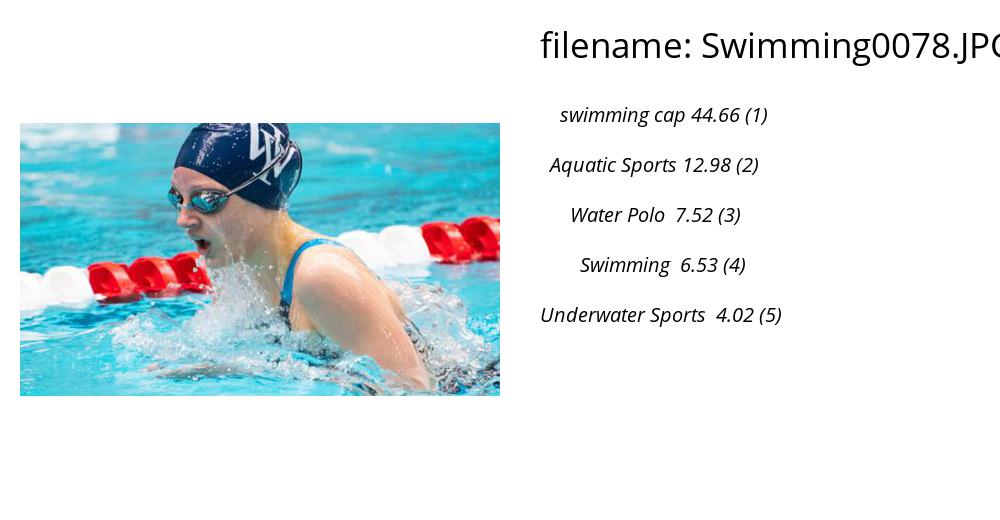 filename: Swimming0078.JPG
swimming cap 44.66 (1)
Aquatic Sports 12.98 (2)
Water Polo 7.52 (3)
Swimming 6.53 (4)
Underwater Sports 4.02 (5)